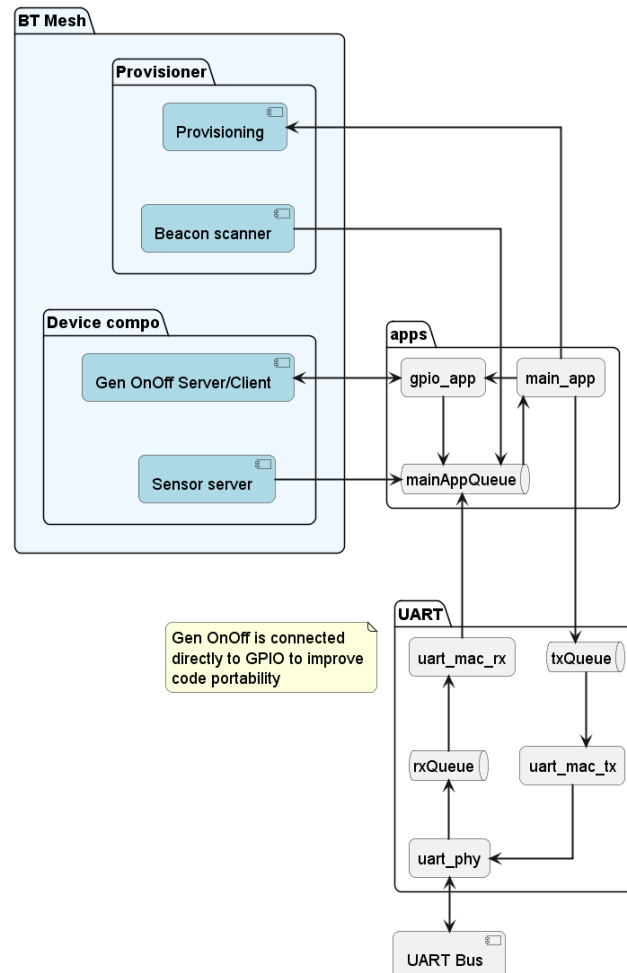 BT Mesh
Provisioner
Provisioning
Beacon scanner
Device compo
Gen OnOff Server/Client
Sensor server
apps
gpio_app
main_app
mainAppQueue
Gen OnOff is connected
directly to GPIO to improve
code portability
UART
uart_mac_rx
txQueue
rxQueue
uart_mac_tx
uart_phy
UART Bus